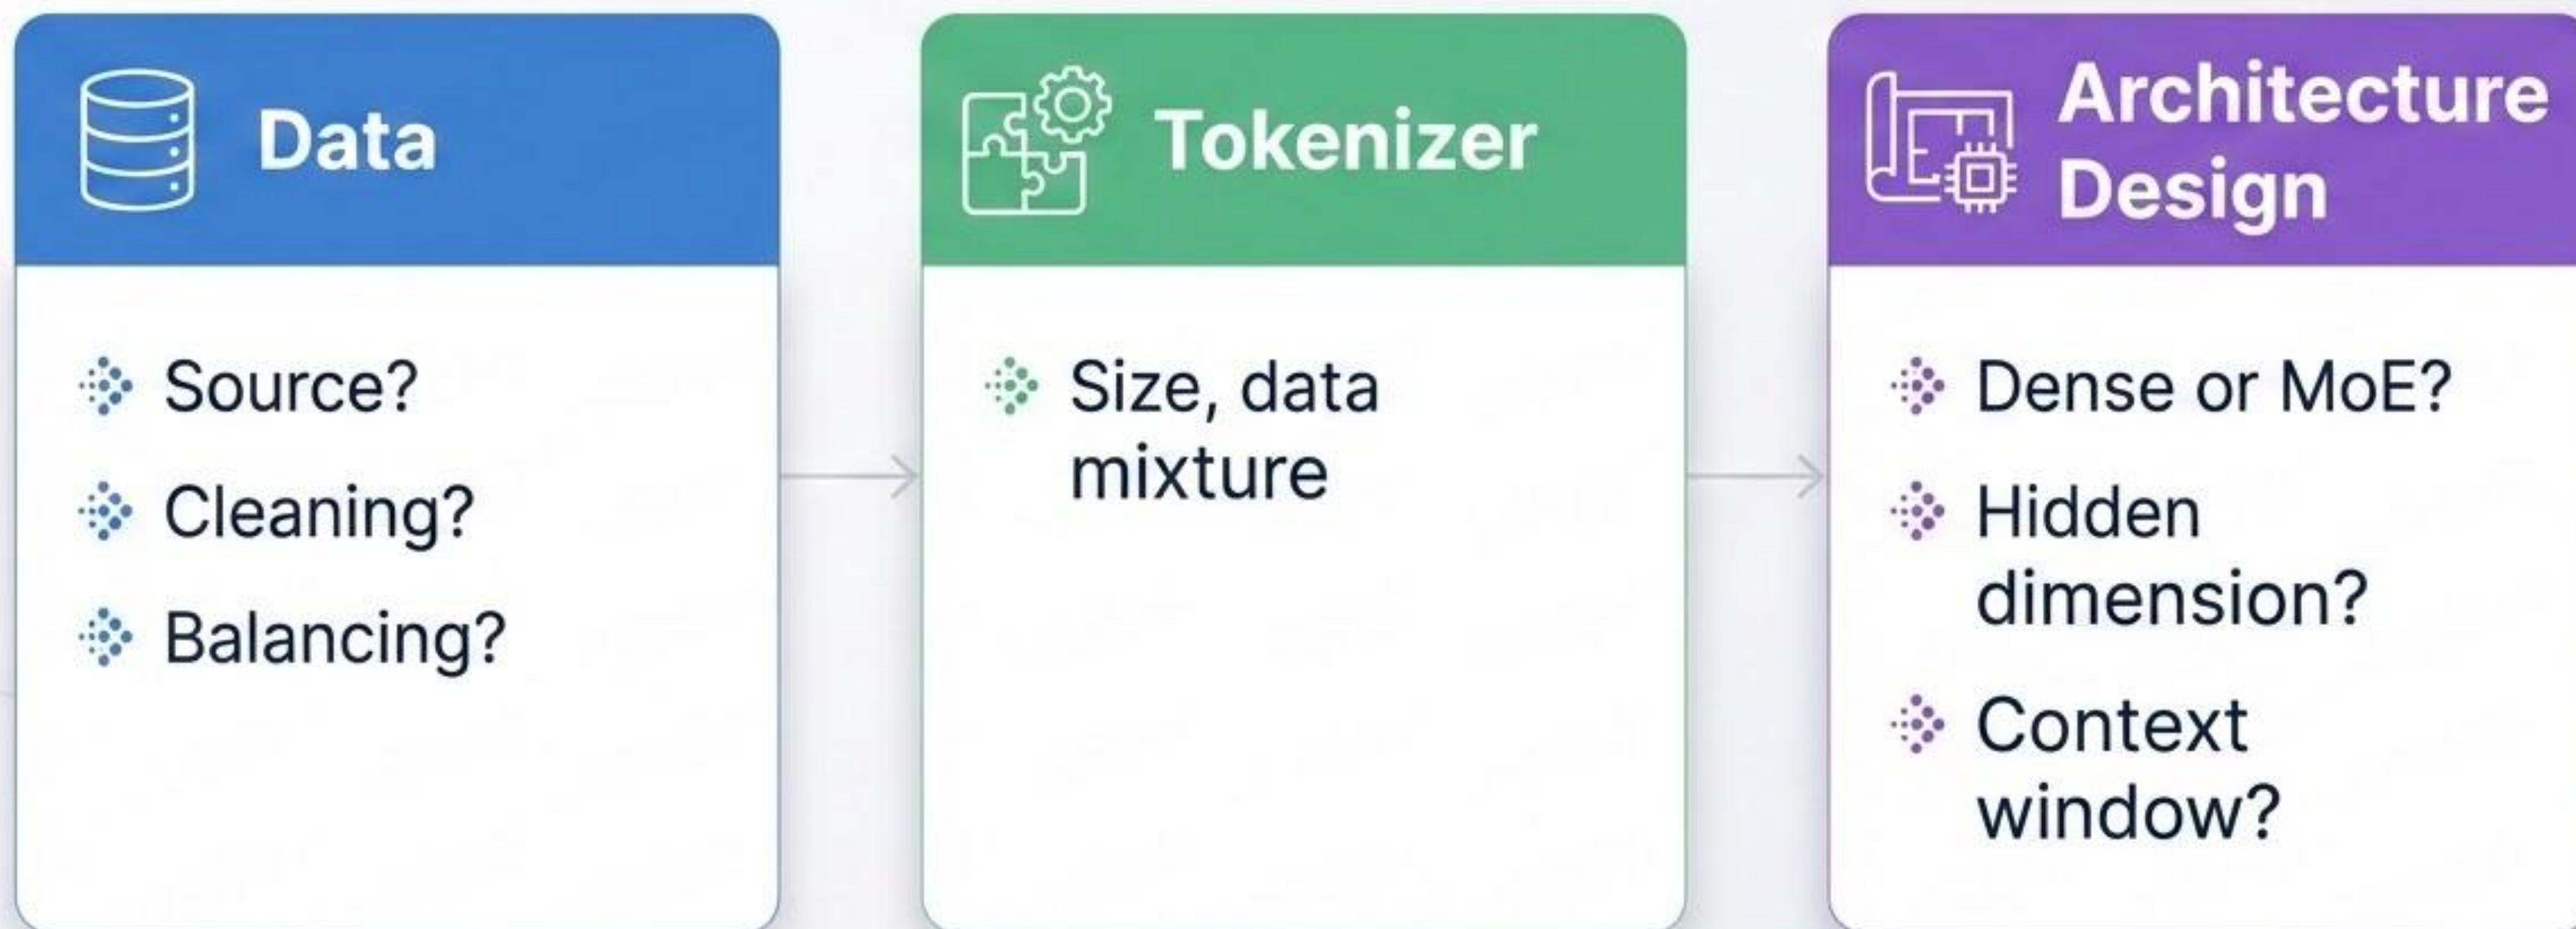 Data
Source?
Cleaning?
Balancing?
Tokenizer
Size, data
mixture
Architecture
Design
Dense or MoE?
Hidden
dimension?
Context
window?